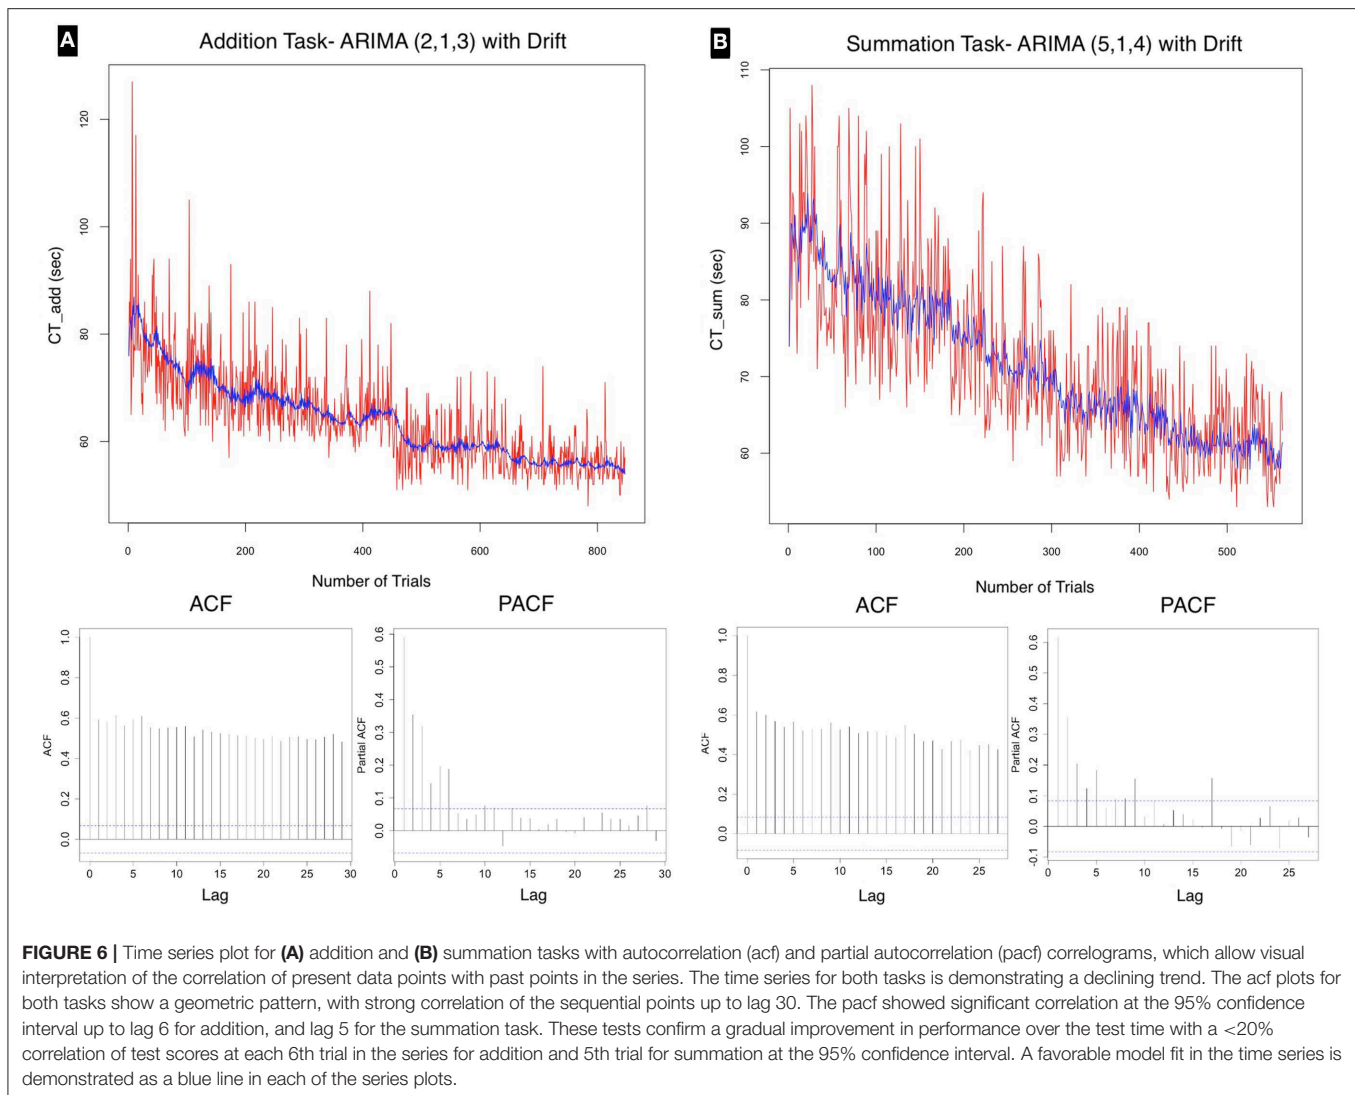 A
Addition Task- ARIMA (2,1,3) with Drift
CT_add (sec)
120
100
80
60
0 200 400 600 800
Number of Trials
B
Summation Task- ARIMA (5,1,4) with Drift
CT_sum (sec)
110
100
90
80
70
60
0 100 200 300 400 500
Number of Trials
ACF
ACF
1.0
0.8
0.6
0.4
0.2
0.0
0 5 10 15 20 25 30
Lag
PACF
Partial ACF
0.6
0.5
0.4
0.3
0.2
0.1
0.0
0 5 10 15 20 25 30
Lag
ACF
ACF
1.0
0.8
0.6
0.4
0.2
0.0
0 5 10 15 20 25
Lag
PACF
Partial ACF
0.6
0.5
0.4
0.3
0.2
0.1
0.0
-0.1
0 5 10 15 20 25
Lag
FIGURE 6 | Time series plot for (A) addition and (B) summation tasks with autocorrelation (acf) and partial autocorrelation (pacf) correlograms, which allow visual
interpretation of the correlation of present data points with past points in the series. The time series for both tasks is demonstrating a declining trend. The acf plots for
both tasks show a geometric pattern, with strong correlation of the sequential points up to lag 30. The pacf showed significant correlation at the 95% confidence
interval up to lag 6 for addition, and lag 5 for the summation task. These tests confirm a gradual improvement in performance over the test time with a <20%
correlation of test scores at each 6th trial in the series for addition and 5th trial for summation at the 95% confidence interval. A favorable model fit in the time series is
demonstrated as a blue line in each of the series plots.